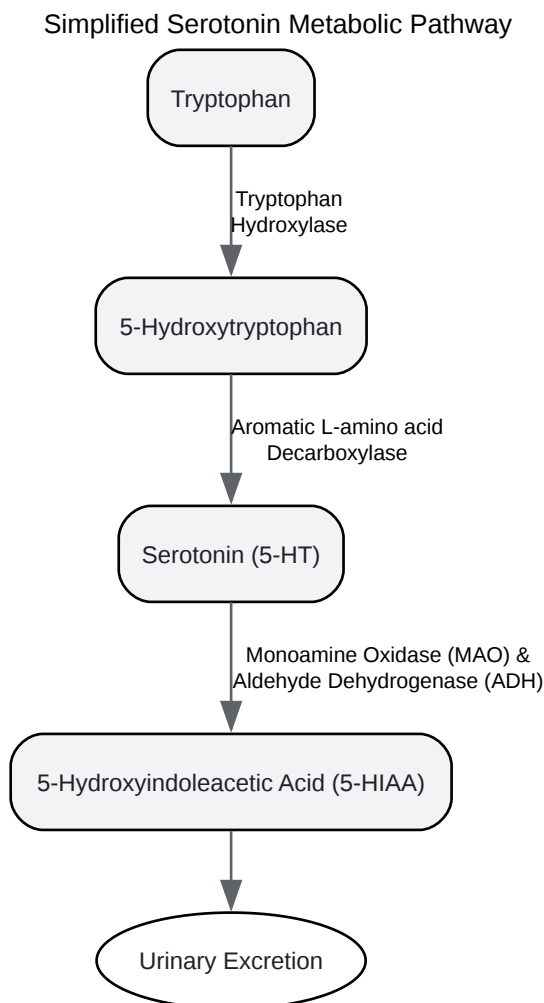 Simplified Serotonin Metabolic Pathway
Tryptophan
Tryptophan
Hydroxylase
5-Hydroxytryptophan
Aromatic L-amino acid
Decarboxylase
Serotonin (5-HT)
Monoamine Oxidase (MAO) &
Aldehyde Dehydrogenase (ADH)
5-Hydroxyindoleacetic Acid (5-HIAA)
Urinary Excretion